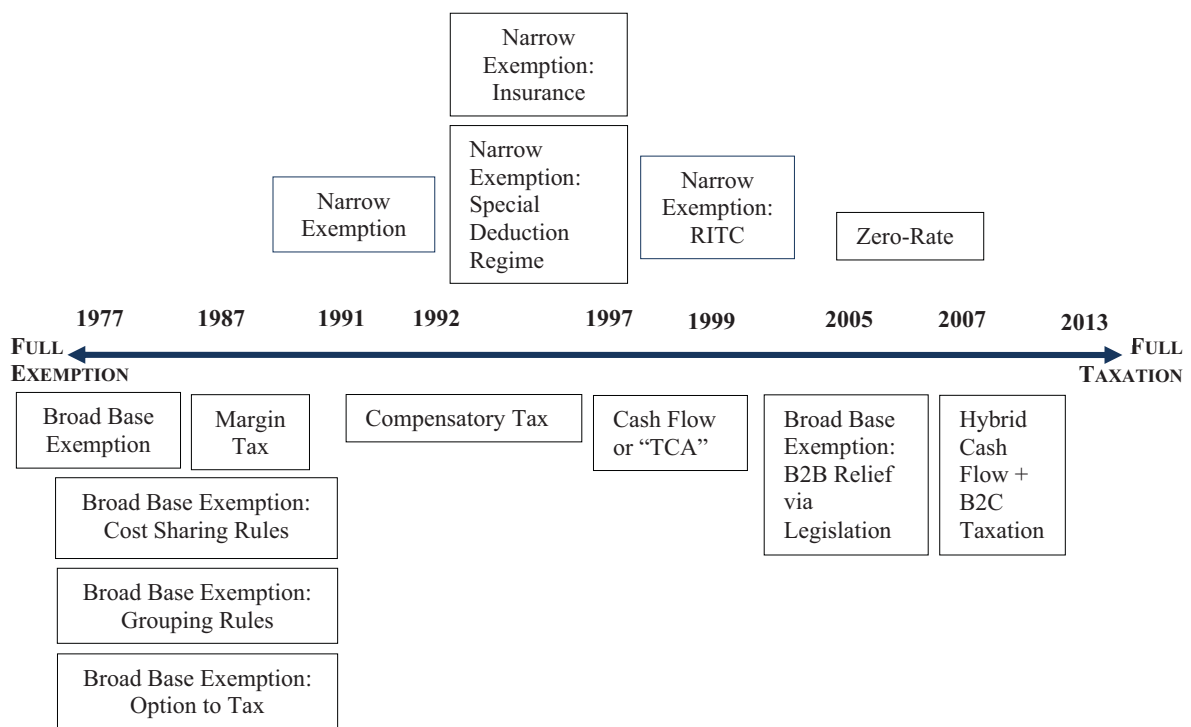 Narrow
Exemption:
Insurance
Narrow
Exemption:
Special
Deduction
Regime
Narrow
Exemption
Narrow
Exemption:
RITC
Zero-Rate
1977 1987 1991 1992 1997 1999 2005 2007 2013
FULL
EXEMPTION
FULL
TAXATION
Broad Base
Exemption
Margin
Tax
Compensatory Tax
Cash Flow
or “TCA”
Broad Base
Exemption:
B2B Relief
via
Legislation
Hybrid
Cash
Flow +
B2C
Taxation
Broad Base Exemption:
Cost Sharing Rules
Broad Base Exemption:
Grouping Rules
Broad Base Exemption:
Option to Tax